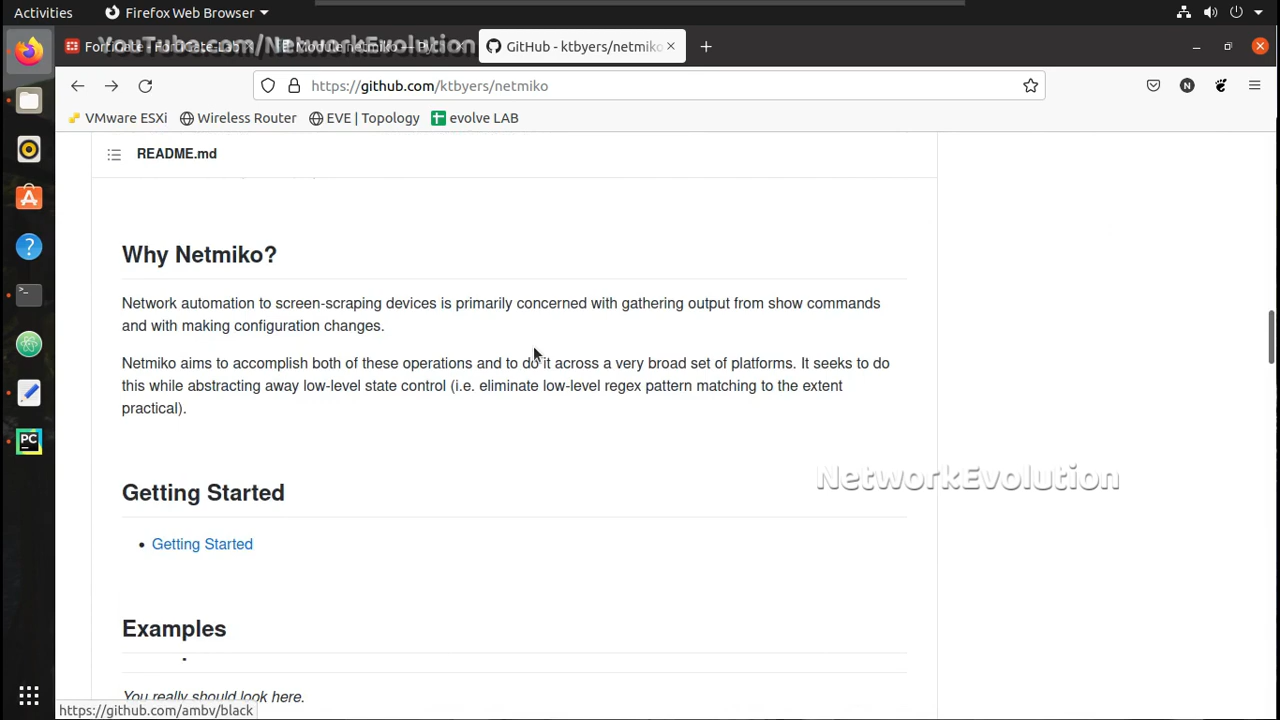 Activities
Firefox Web Browser
YouTube.com/NetworkEvolution
GitHub - ktbyers/netmiko
https://github.com/ktbyers/netmiko
VMware ESXi
Wireless Router
EVE | Topology
evolve LAB
README.md
Why Netmiko?
Network automation to screen-scraping devices is primarily concerned with gathering output from show commands
and with making configuration changes.
Netmiko aims to accomplish both of these operations and to do it across a very broad set of platforms. It seeks to do
this while abstracting away low-level state control (i.e. eliminate low-level regex pattern matching to the extent
practical).
NetworkEvolution
Getting Started
Getting Started
Examples
You really should look here.
https://github.com/ambv/black